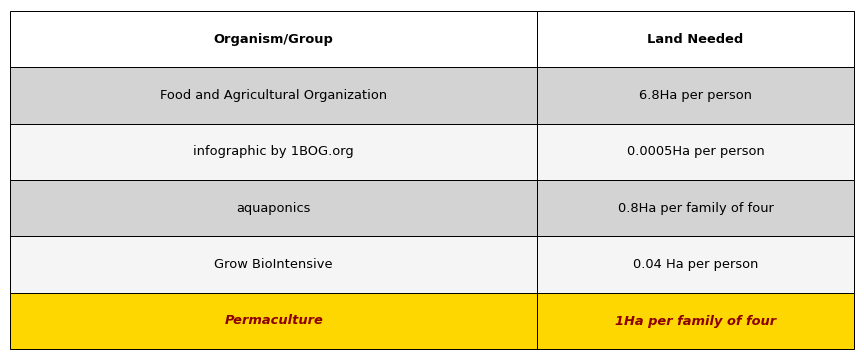 Organism/Group Land Needed
Food and Agricultural Organization 6.8Ha per person
infographic by 1BOG.org 0.0005Ha per person
aquaponics 0.8Ha per family of four
Grow BioIntensive 0.04 Ha per person
Permaculture 1Ha per family of four